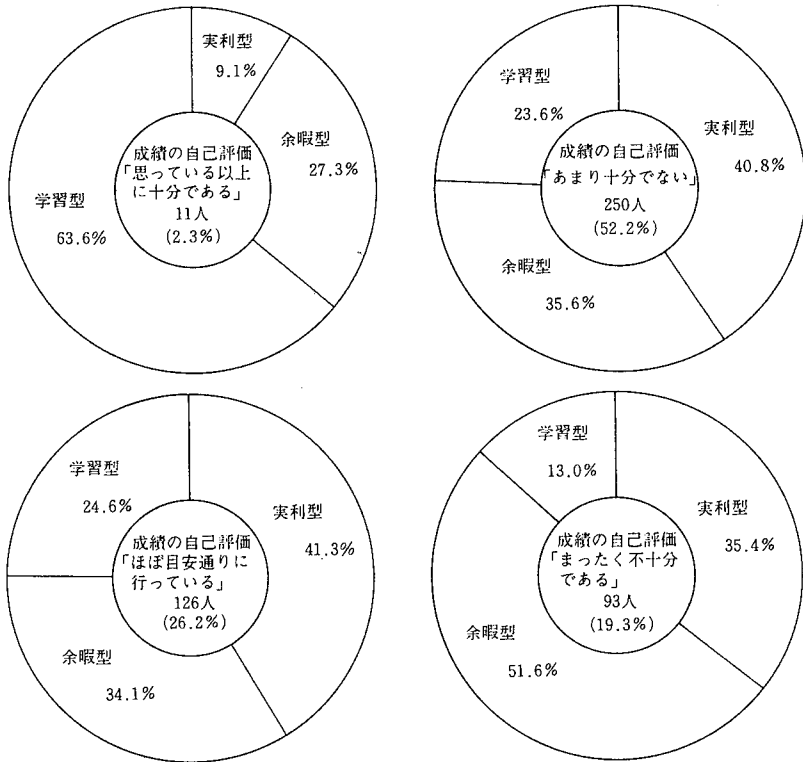 実利型
9.1%
余暇型
27.3%
学習型
63.6%
成績の自己評価
「思っている以上
に十分である」
11人
(2.3%)
学習型
23.6%
実利型
40.8%
余暇型
35.6%
成績の自己評価
「あまり十分でない」
250人
(52.2%)
学習型
24.6%
実利型
41.3%
余暇型
34.1%
成績の自己評価
「ほぼ目安通りに
行っている」
126人
(26.2%)
学習型
13.0%
実利型
35.4%
余暇型
51.6%
成績の自己評価
「まったく不十分
である」
93人
(19.3%)